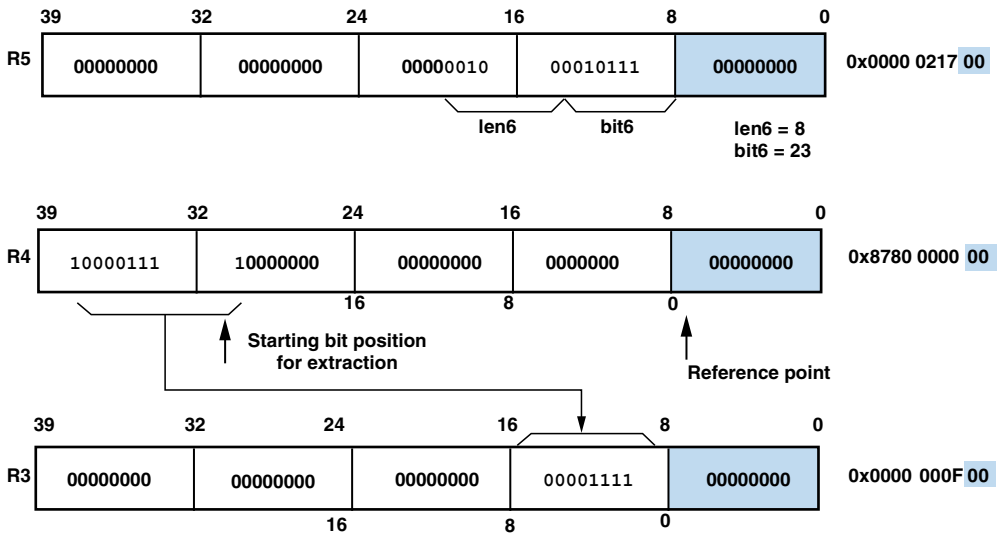 39 32 24 16 8 0
R5 00000000 00000000 00000010 00010111 00000000 0x0000 0217 00
len6 bit6 len6 = 8
bit6 = 23
39 32 24 16 8 0
R4 10000111 10000000 00000000 0000000 00000000 0x8780 0000 00
16 8 0
Starting bit position
for extraction
Reference point
39 32 24 16 8 0
R3 00000000 00000000 00000000 00001111 00000000 0x0000 000F 00
16 8 0